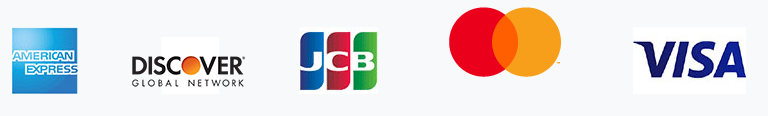 AMERICAN
EXPRESS
DISCOVER
GLOBAL NETWORK
JCB
VISA